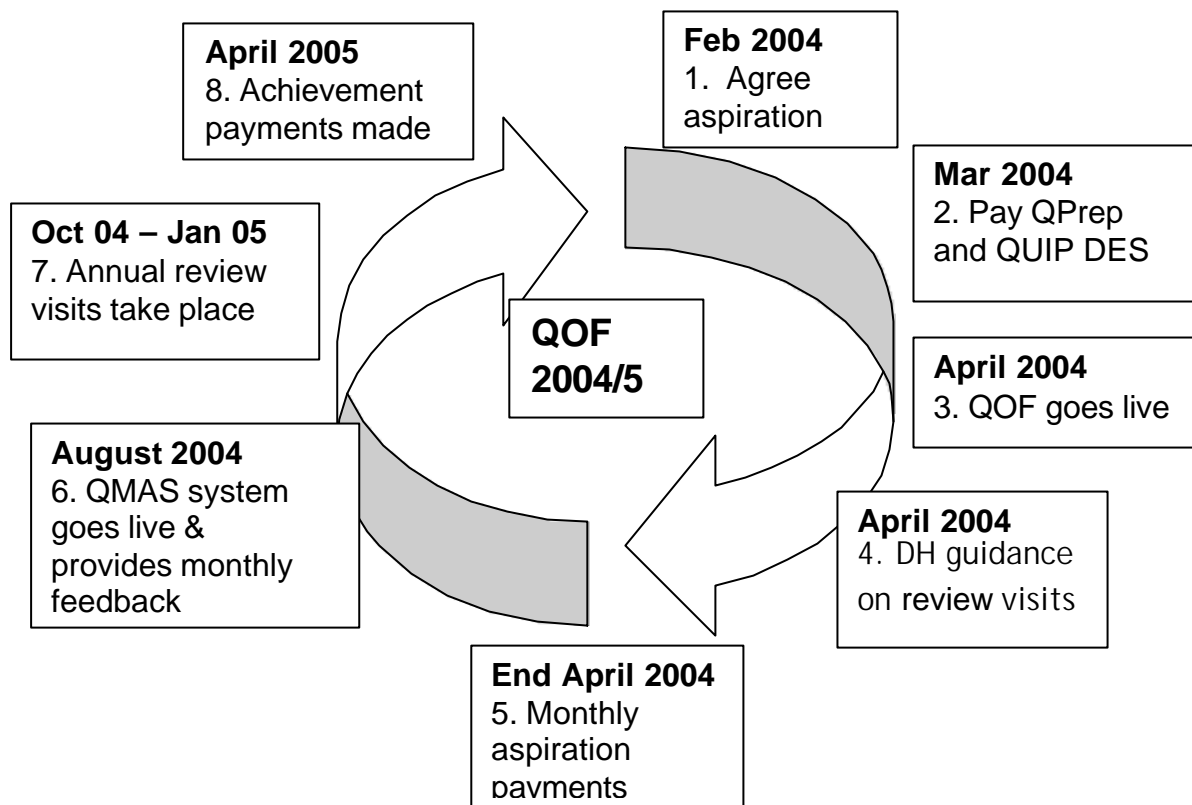 Feb 2004
1. Agree
aspiration
Mar 2004
2. Pay QPrep
and QUIP DES
April 2004
3. QOF goes live
April 2004
4. DH guidance
on review visits
End April 2004
5. Monthly
aspiration
payments
August 2004
6. QMAS system
goes live &
provides monthly
feedback
Oct 04 – Jan 05
7. Annual review
visits take place
April 2005
8. Achievement
payments made
QOF
2004/5